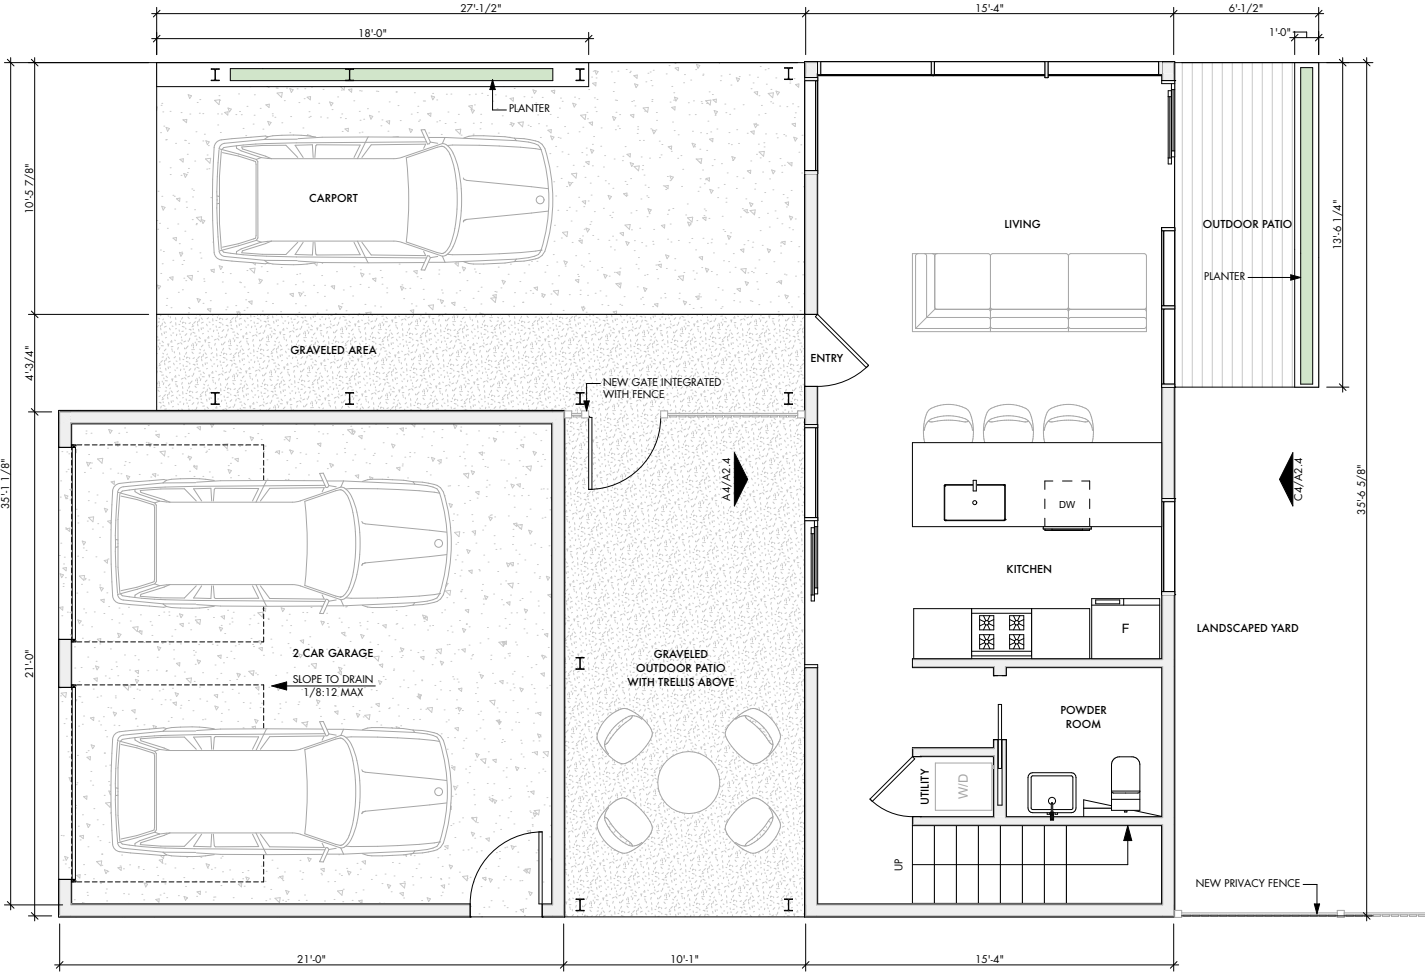 27'-1/2"
15'-4"
6'-1/2"
18'-0"
1'-0"
PLANTER
10'-5 7/8"
CARPORT
LIVING
OUTDOOR PATIO
13'-6 1/4"
PLANTER
GRAVELED AREA
ENTRY
4'-3/4"
NEW GATE INTEGRATED
WITH FENCE
A4/A2.4
C4/A2.4
35'-1 1/8"
35'-6 5/8"
DW
KITCHEN
F
LANDSCAPED YARD
21'-0"
2 CAR GARAGE
SLOPE TO DRAIN
1/8:12 MAX
GRAVELED
OUTDOOR PATIO
WITH TRELLIS ABOVE
POWDER
ROOM
UTILITY
W/D
UP
NEW PRIVACY FENCE
21'-0"
10'-1"
15'-4"